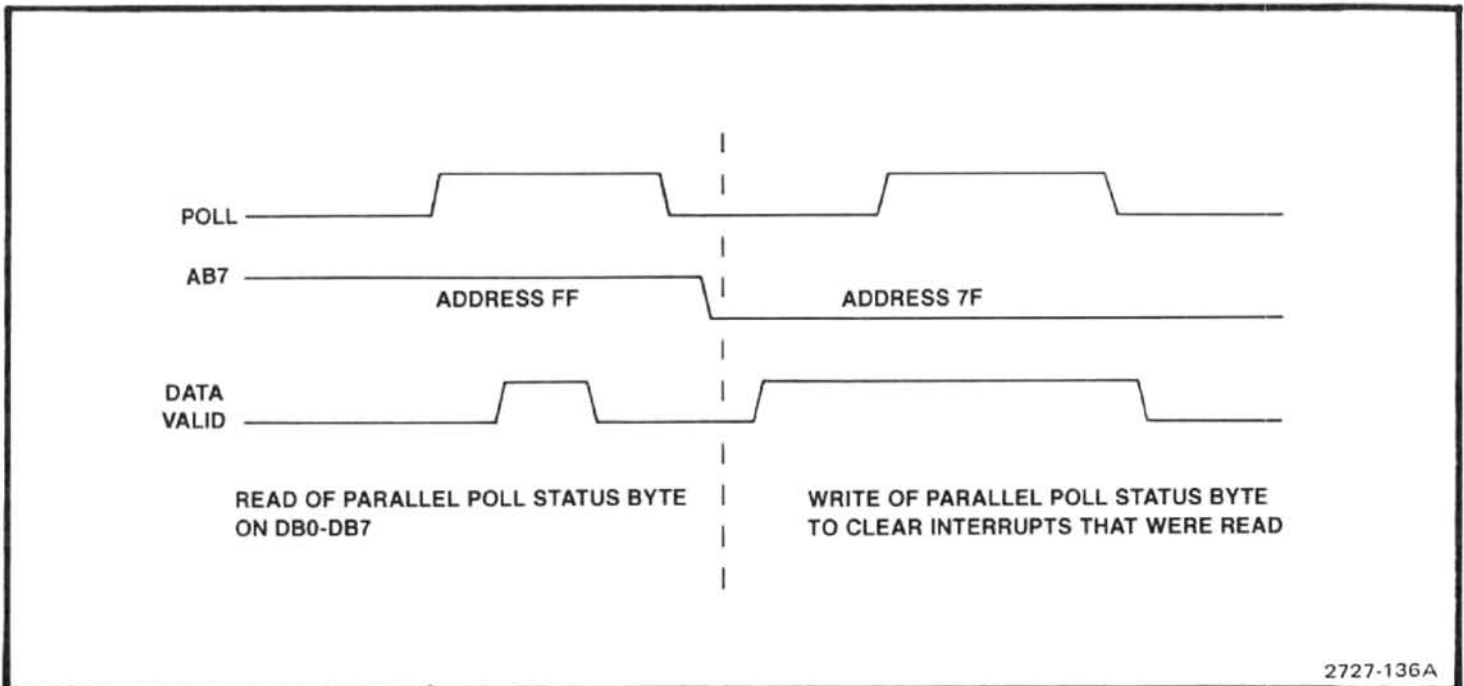 POLL
AB7
ADDRESS FF
ADDRESS 7F
DATA
VALID
READ OF PARALLEL POLL STATUS BYTE
ON DB0-DB7
WRITE OF PARALLEL POLL STATUS BYTE
TO CLEAR INTERRUPTS THAT WERE READ
2727-136A